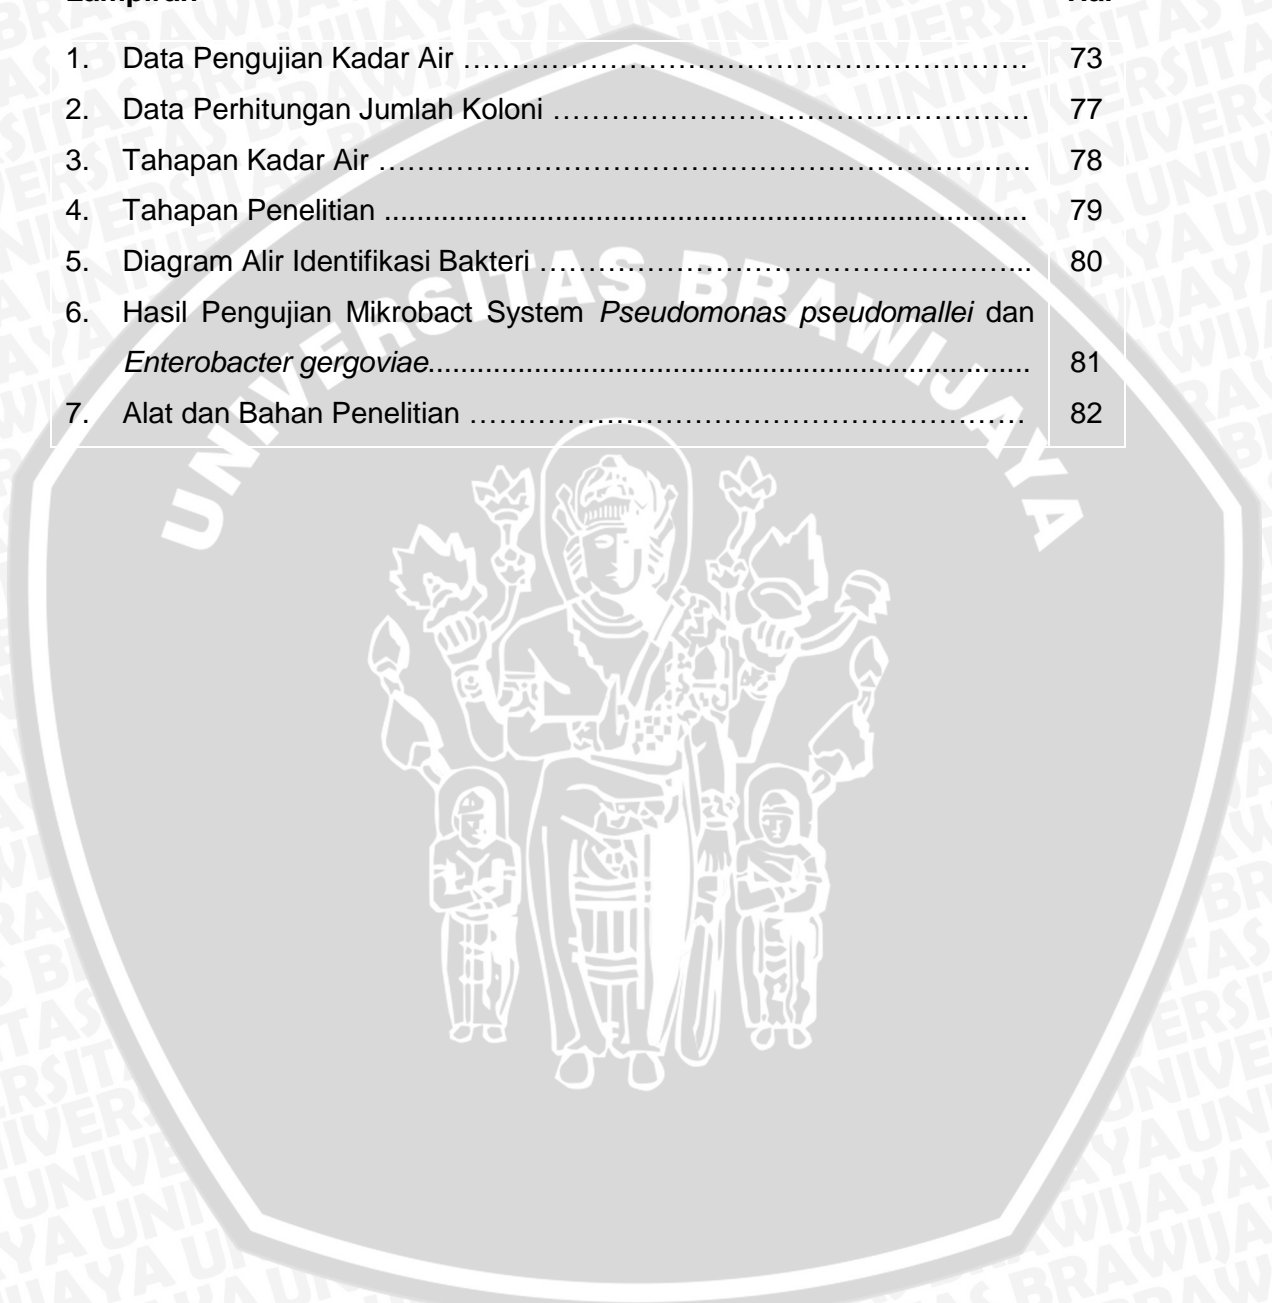 1. Data Pengujian Kadar Air ………………………………………………… 73
2. Data Perhitungan Jumlah Koloni ………………………………………… 77
3. Tahapan Kadar Air ………………………………………………………… 78
4. Tahapan Penelitian ............................................................................... 79
5. Diagram Alir Identifikasi Bakteri ………………………………………... 80
6. Hasil Pengujian Mikrobact System Pseudomonas pseudomallei dan
Enterobacter gergoviae.......................................................................... 81
7. Alat dan Bahan Penelitian ………………………………………………… 82
UNIVERSITAS BRAWIJAYA